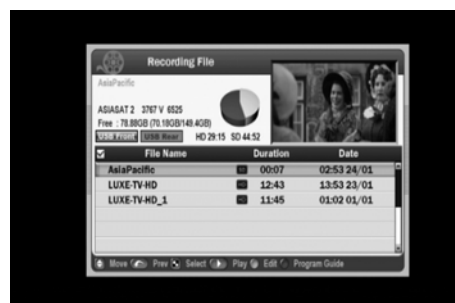 Recording File
AsiaPacific
ASIASAT 2 3767 V 6525
Free : 78.88GB (70.18GB/149.4GB)
USB Front USB Rear HD 29:15 SD 44:52
File Name Duration Date
AsiaPacific 00:07 02:53 24/01
LUXE-TV-HD 12:43 13:53 23/01
LUXE-TV-HD_1 11:45 01:02 01/01
Move Prev Select Play Edit Program Guide